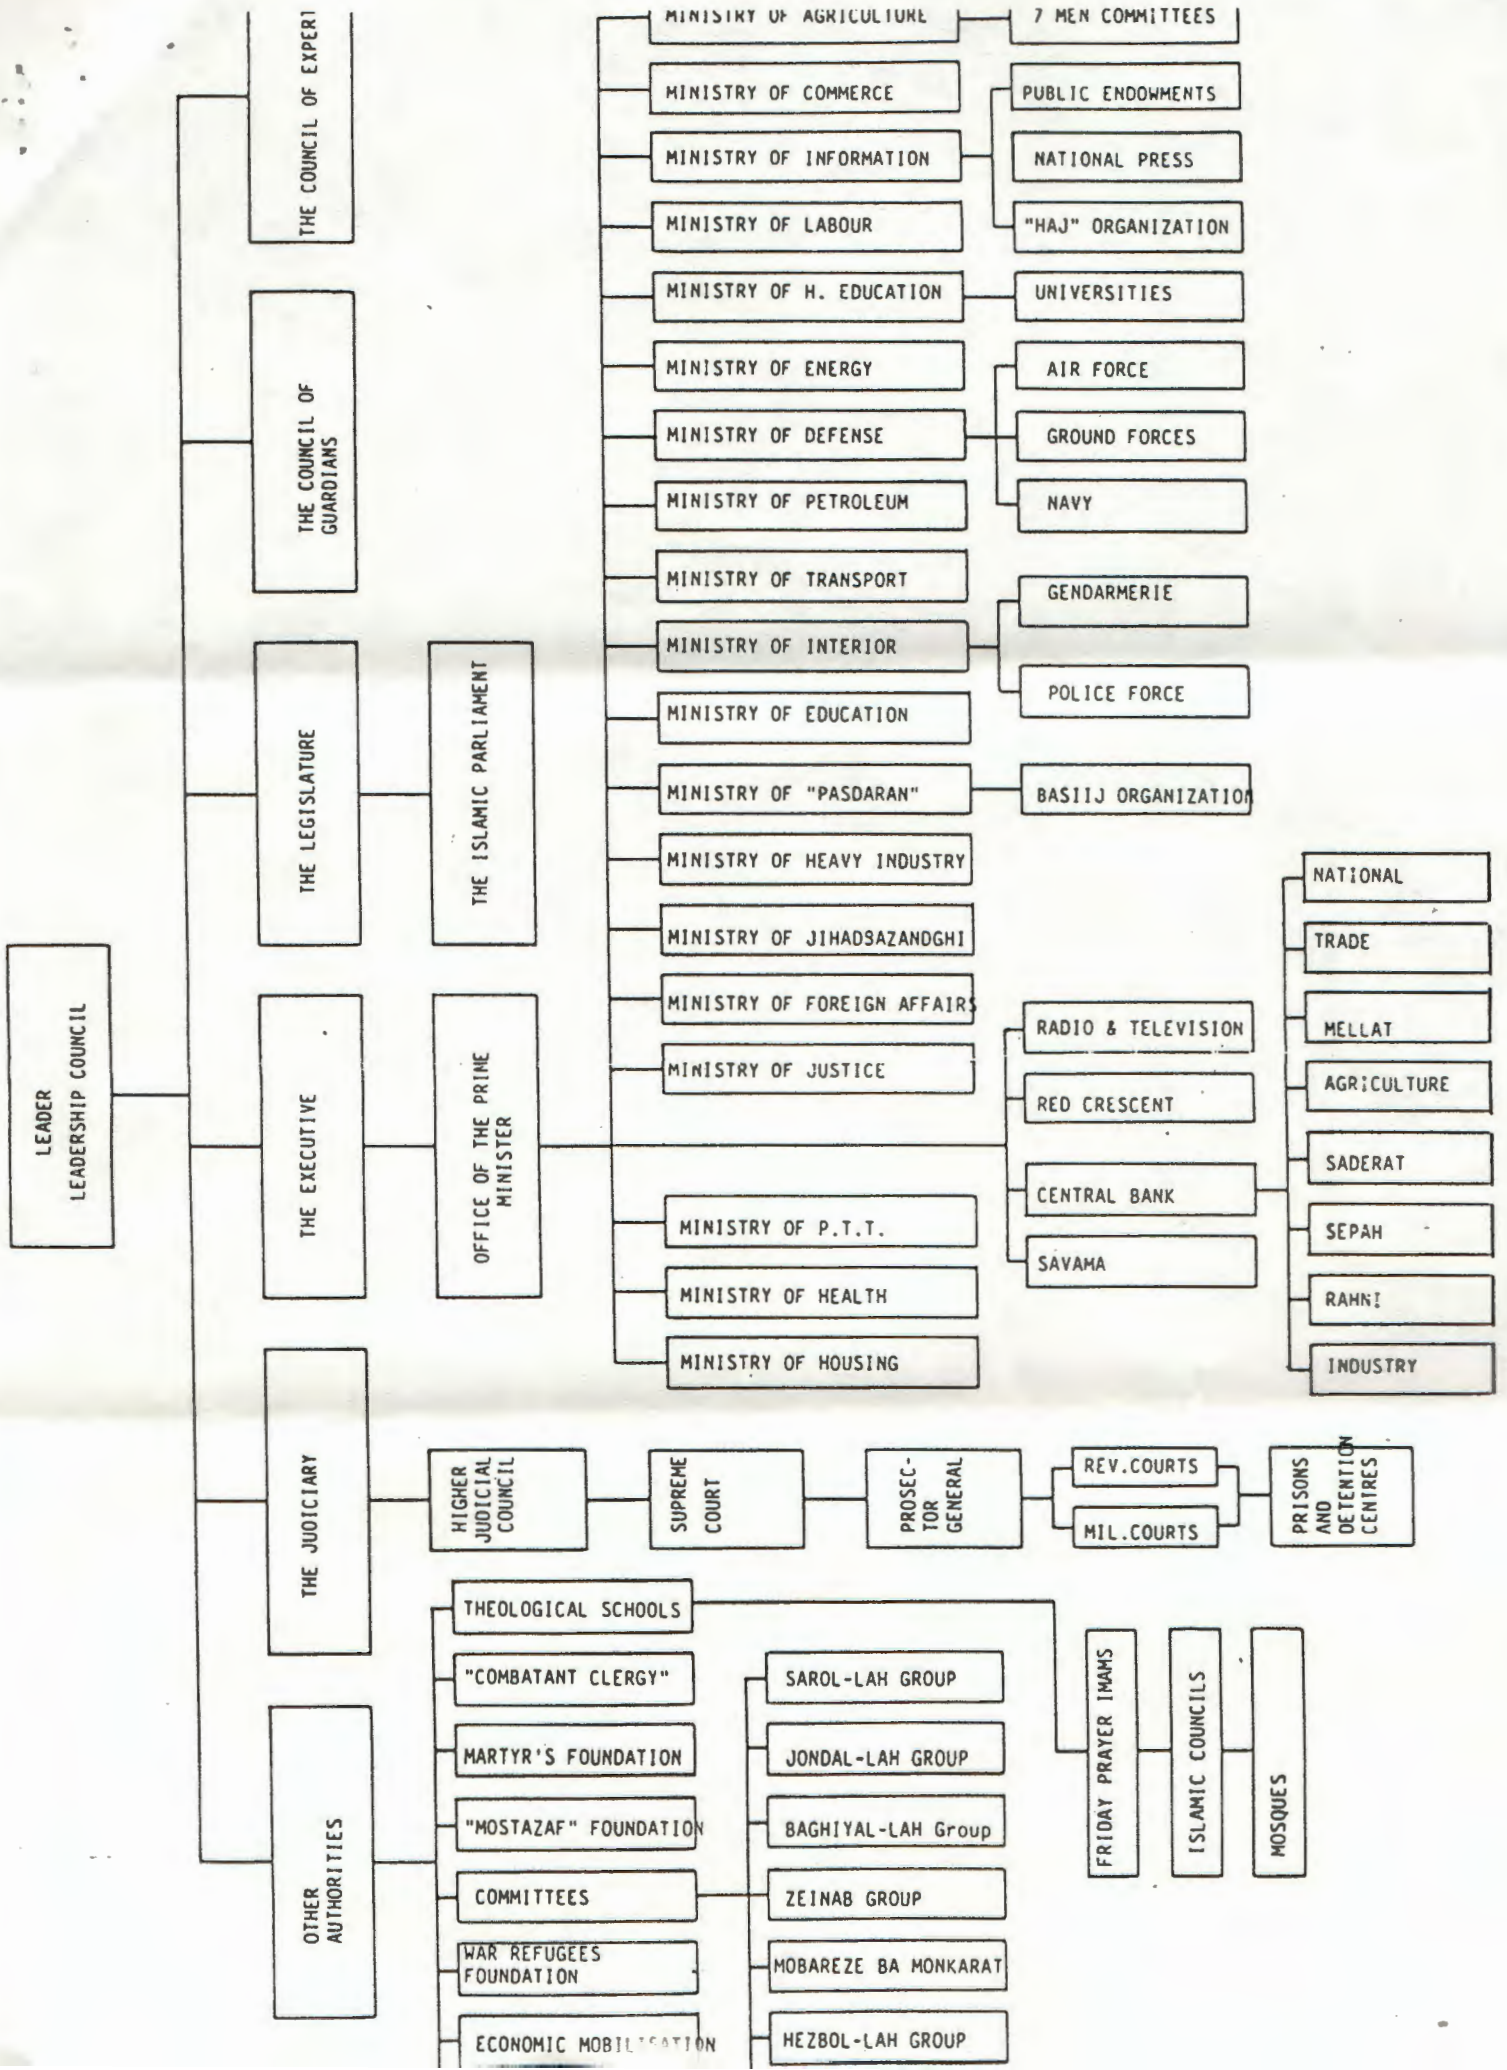 LEADER
LEADERSHIP COUNCIL
THE COUNCIL OF
THE COUNCIL OF
GUARDIANS
THE LEGISLATURE
THE ISLAMIC PARLIAMENT
THE EXECUTIVE
OFFICE OF THE PRIME
MINISTER
MINISTRY OF AGRICULTURE
7 MEN COMMITTEES
MINISTRY OF COMMERCE
MINISTRY OF INFORMATION
PUBLIC ENDOWMENTS
NATIONAL PRESS
"HAJ" ORGANIZATION
MINISTRY OF LABOUR
MINISTRY OF H. EDUCATION
UNIVERSITIES
MINISTRY OF ENERGY
MINISTRY OF DEFENSE
AIR FORCE
GROUND FORCES
NAVY
MINISTRY OF PETROLEUM
MINISTRY OF TRANSPORT
MINISTRY OF INTERIOR
GENDARMERIE
POLICE FORCE
MINISTRY OF EDUCATION
MINISTRY OF "PASDARAN"
BASIIJ ORGANIZATION
MINISTRY OF HEAVY INDUSTRY
MINISTRY OF JIHADSAZANDGHI
MINISTRY OF FOREIGN AFFAIRS
MINISTRY OF JUSTICE
RADIO & TELEVISION
RED CRESCENT
CENTRAL BANK
SAVAMA
NATIONAL
TRADE
MELLAT
AGRICULTURE
SADERAT
SEPAH
RAHNI
INDUSTRY
MINISTRY OF P.T.T.
MINISTRY OF HEALTH
MINISTRY OF HOUSING
THE JUDICIARY
HIGHER
JUDICIAL
COUNCIL
SUPREME
COURT
PROSEC-
TOR
GENERAL
REV.COURTS
MIL.COURTS
PRISONS
AND
DETENTION
CENTRES
OTHER
AUTHORITIES
THEOLOGICAL SCHOOLS
FRIDAY PRAYER IMAMS
ISLAMIC COUNCILS
MOSQUES
"COMBATANT CLERGY"
MARTYR'S FOUNDATION
"MOSTAZAF" FOUNDATION
COMMITTEES
SAROL-LAH GROUP
JONDAL-LAH GROUP
BAGHIYAL-LAH Group
ZEINAB GROUP
MOBAREZE BA MONKARAT
HEZBOL-LAH GROUP
WAR REFUGEES
FOUNDATION
ECONOMIC MOBILISATION